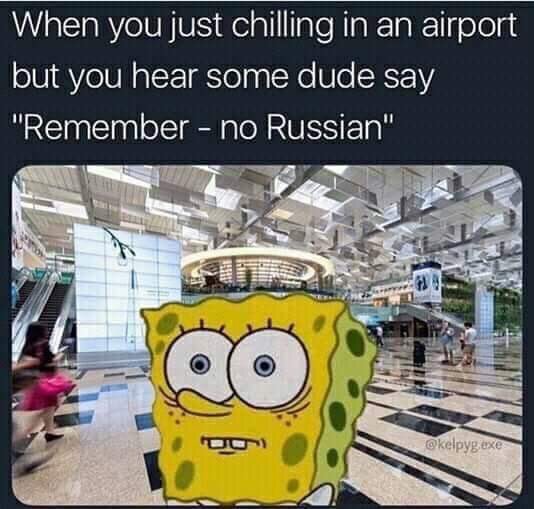 When you just chilling in an airport
but you hear some dude say
"Remember - no Russian"
@kelpyg.exe